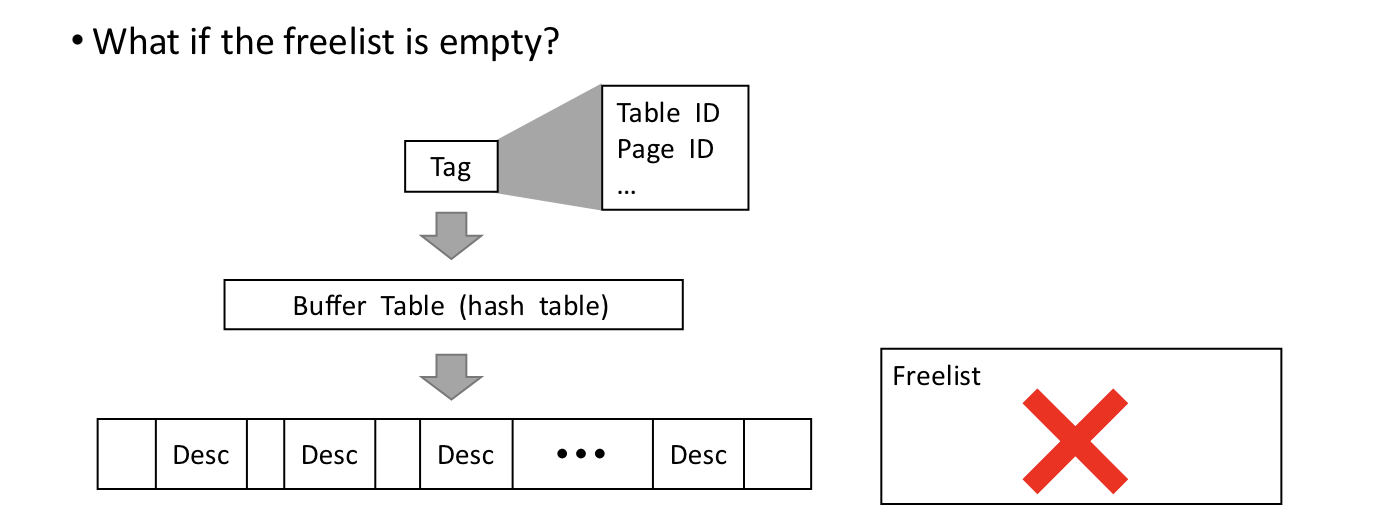 • What if the freelist is empty?
Table ID
Page ID
...
Tag
Buffer Table (hash table)
Freelist
Desc
Desc
Desc
•••
Desc